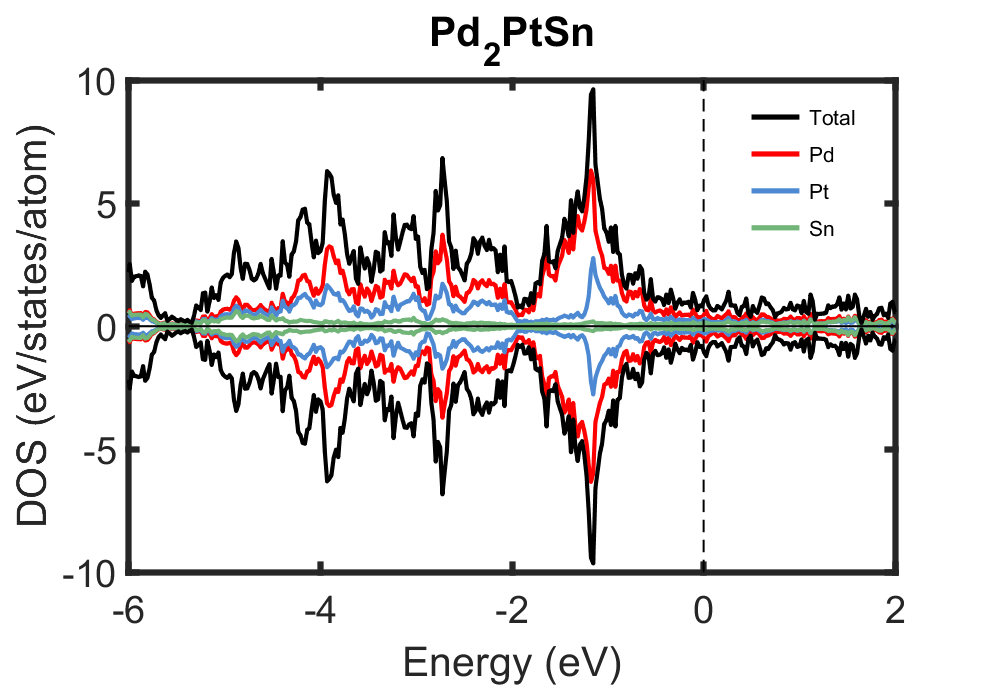 Pd₂PtSn
10
5
0
-5
-10
DOS (eV/states/atom)
Total
Pd
Pt
Sn
-6 -4 -2 0 2
Energy (eV)